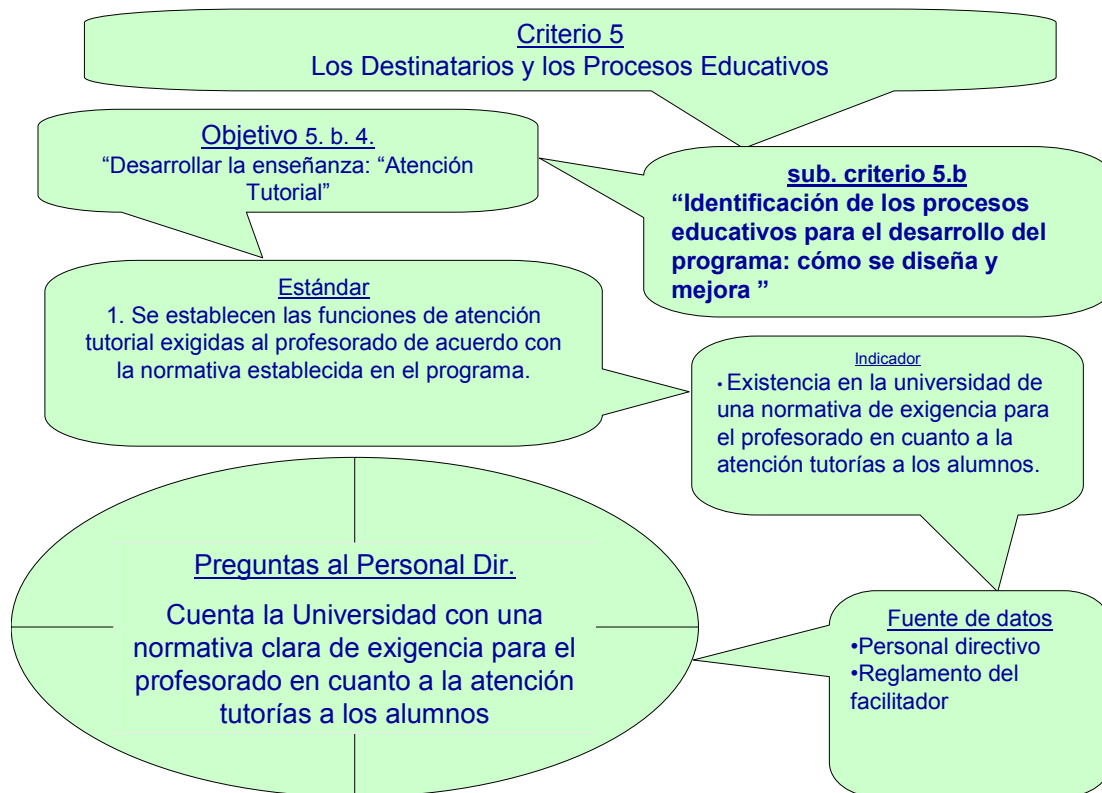 Criterio 5
Los Destinatarios y los Procesos Educativos
Objetivo 5. b. 4.
“Desarrollar la enseñanza: “Atención
Tutorial”
sub. criterio 5.b
“Identificación de los procesos
educativos para el desarrollo del
programa: cómo se diseña y
mejora ”
Estándar
1. Se establecen las funciones de atención
tutorial exigidas al profesorado de acuerdo con
la normativa establecida en el programa.
Indicador
• Existencia en la universidad de
una normativa de exigencia para
el profesorado en cuanto a la
atención tutorías a los alumnos.
Preguntas al Personal Dir.
Cuenta la Universidad con una
normativa clara de exigencia para el
profesorado en cuanto a la atención
tutorías a los alumnos
Fuente de datos
•Personal directivo
•Reglamento del
facilitador